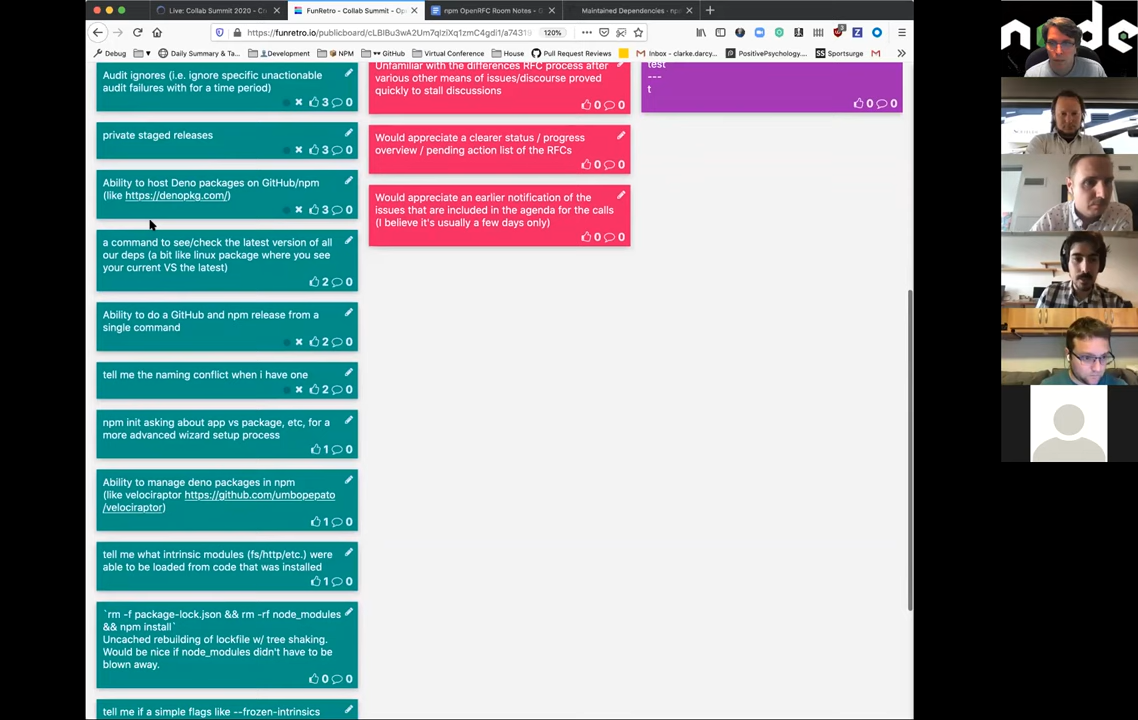 Live: Collab Summit 2020 - Cr
FunRetro - Collab Summit - Op
npm OpenRFC Room Notes - G
Maintained Dependencies - np
https://funretro.io/publicboard/cLBlBu3wA2Um7qiziXq1zmC4gdi1/a7431
120%
Debug
Daily Summary & Ta
Development
NPM
GitHub
Virtual Conference
House
Pull Request Reviews
Inbox - clarke.darcy
PositivePsychology.
Sportsurge
Audit ignores (i.e. ignore specific unactionable
audit failures with for a time period)
3 0
private staged releases
3 0
Ability to host Deno packages on GitHub/npm
(like https://denopkg.com/)
3 0
a command to see/check the latest version of all
our deps (a bit like linux package where you see
your current VS the latest)
2 0
Ability to do a GitHub and npm release from a
single command
2 0
tell me the naming conflict when i have one
2 0
npm init asking about app vs package, etc, for a
more advanced wizard setup process
1 0
Ability to manage deno packages in npm
(like velociraptor https://github.com/umbopepato
/velociraptor)
1 0
tell me what intrinsic modules (fs/http/etc.) were
able to be loaded from code that was installed
1 0
`rm -f package-lock.json && rm -rf node_modules
&& npm install`
Uncached rebuilding of lockfile w/ tree shaking.
Would be nice if node_modules didn't have to be
blown away.
0 0
tell me if a simple flags like --frozen-intrinsics
Unfamiliar with the differences RFC process after
various other means of issues/discourse proved
quickly to stall discussions
0 0
Would appreciate a clearer status / progress
overview / pending action list of the RFCs
0 0
Would appreciate an earlier notification of the
issues that are included in the agenda for the calls
(I believe it's usually a few days only)
0 0
test
---
t
0 0
node